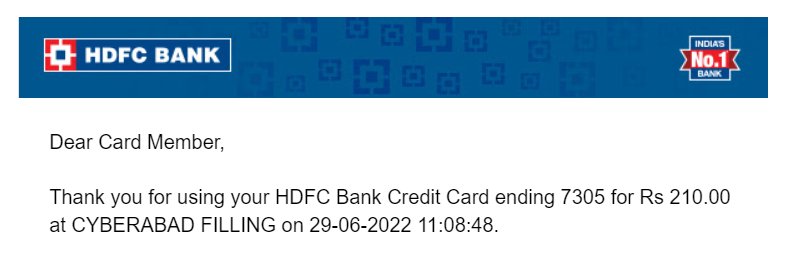 HDFC BANK
INDIA'S
No.1
BANK
Dear Card Member,
Thank you for using your HDFC Bank Credit Card ending 7305 for Rs 210.00
at CYBERABAD FILLING on 29-06-2022 11:08:48.